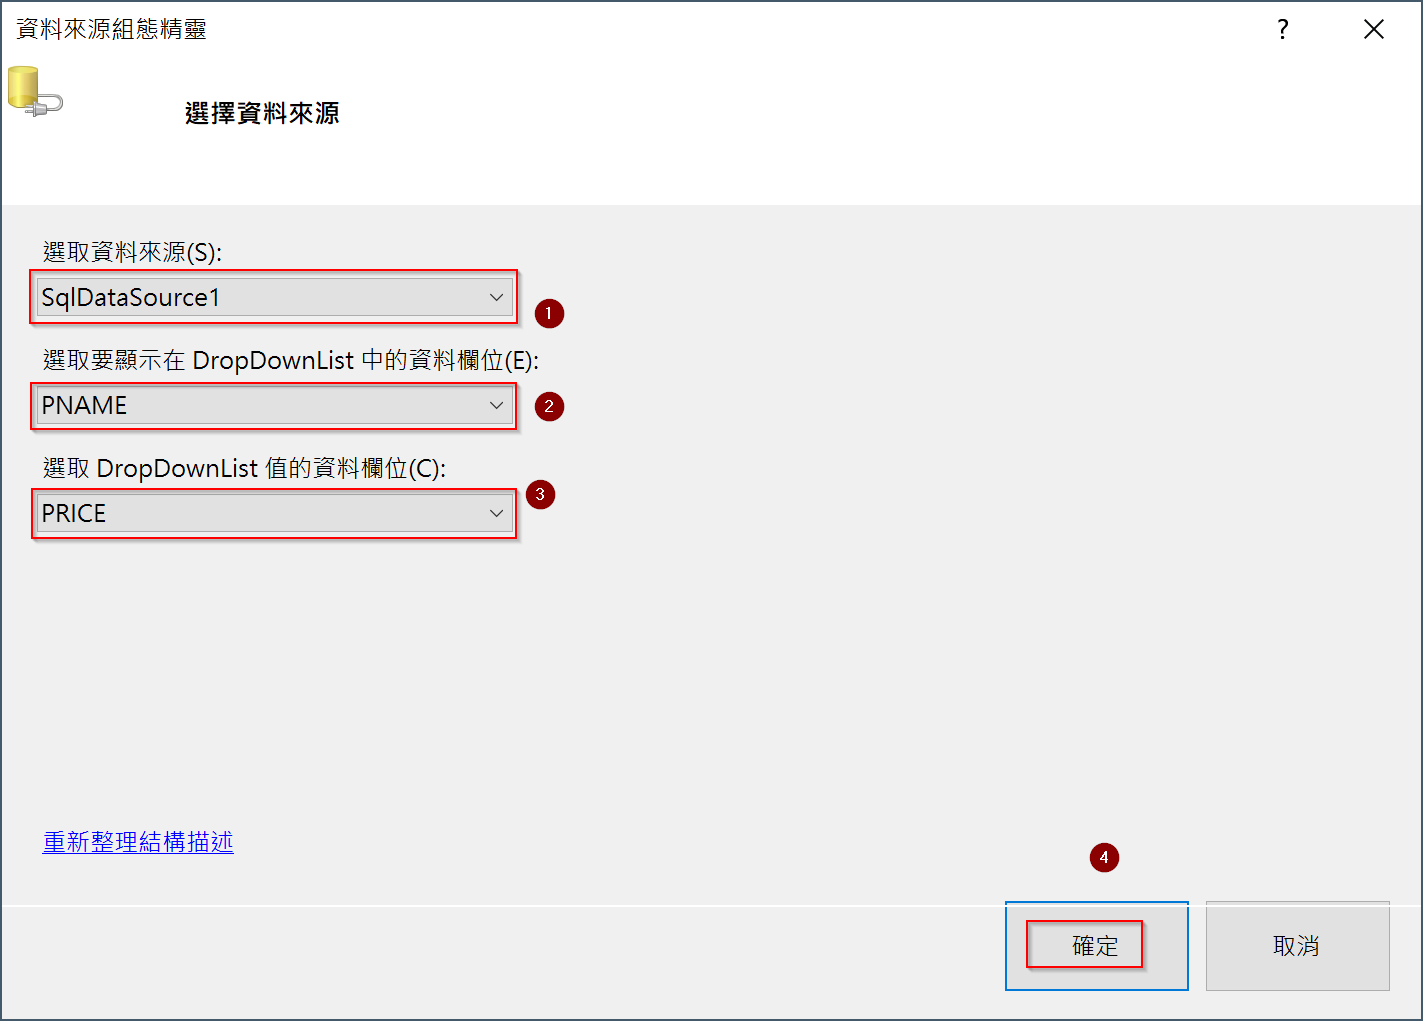 資料來源組態精靈
?
選擇資料來源
選取資料來源(S):
SqlDataSource1
1
選取要顯示在 DropDownList 中的資料欄位(E):
PNAME
2
選取 DropDownList 值的資料欄位(C):
3
PRICE
重新整理結構描述
4
確定
取消